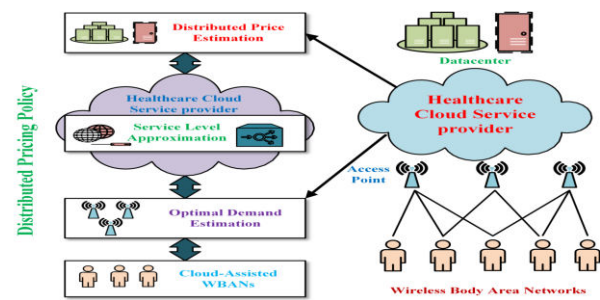 Distributed Pricing Policy
Distributed Price
Estimation
Healthcare Cloud
Service provider
Service Level
Approximation
Optimal Demand
Estimation
Cloud-Assisted
WBANs
Datacenter
Healthcare
Cloud Service
provider
Access
Point
Wireless Body Area Networks